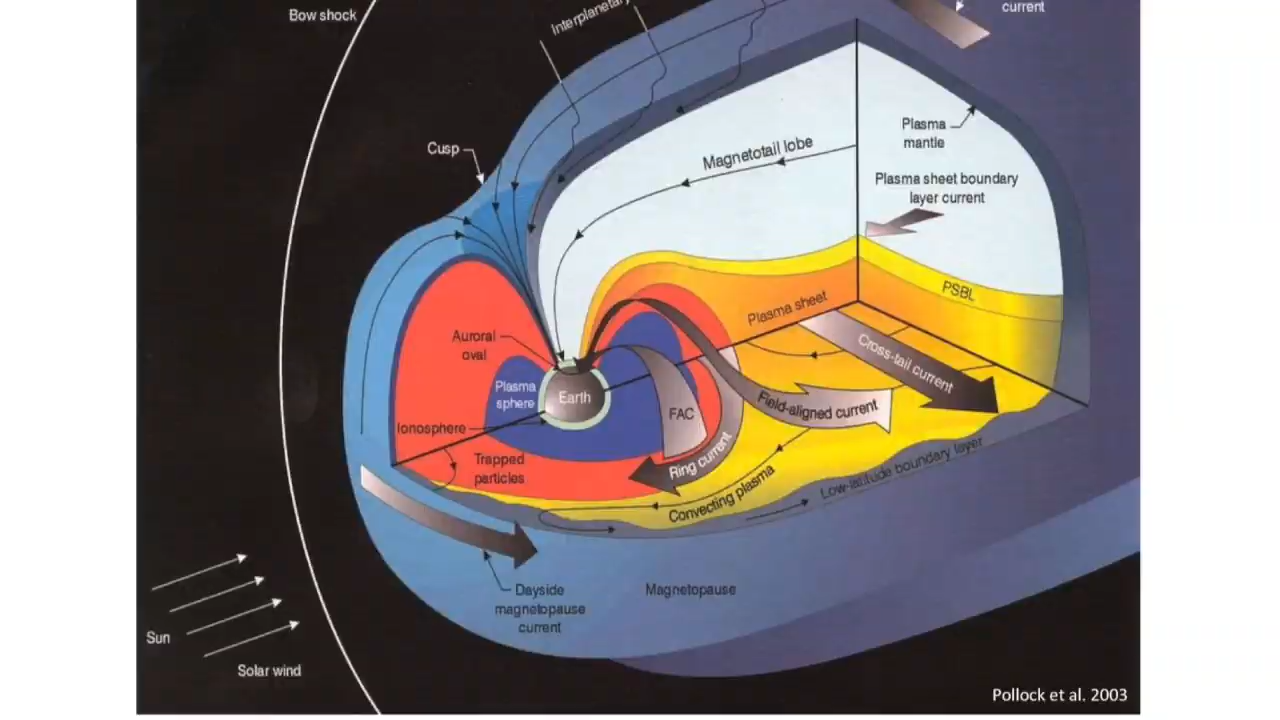 Bow shock
Interplanetary
current
Cusp
Plasma
mantle
Magnetotail lobe
Plasma sheet boundary
layer current
PSBL
Plasma sheet
Auroral
oval
Cross-tail current
Plasma
sphere
Earth
Field-aligned current
FAC
Ionosphere
Ring current
Trapped
particles
Convecting plasma
Low-latitude boundary layer
Dayside
magnetopause
current
Magnetopause
Sun
Solar wind
Pollock et al. 2003